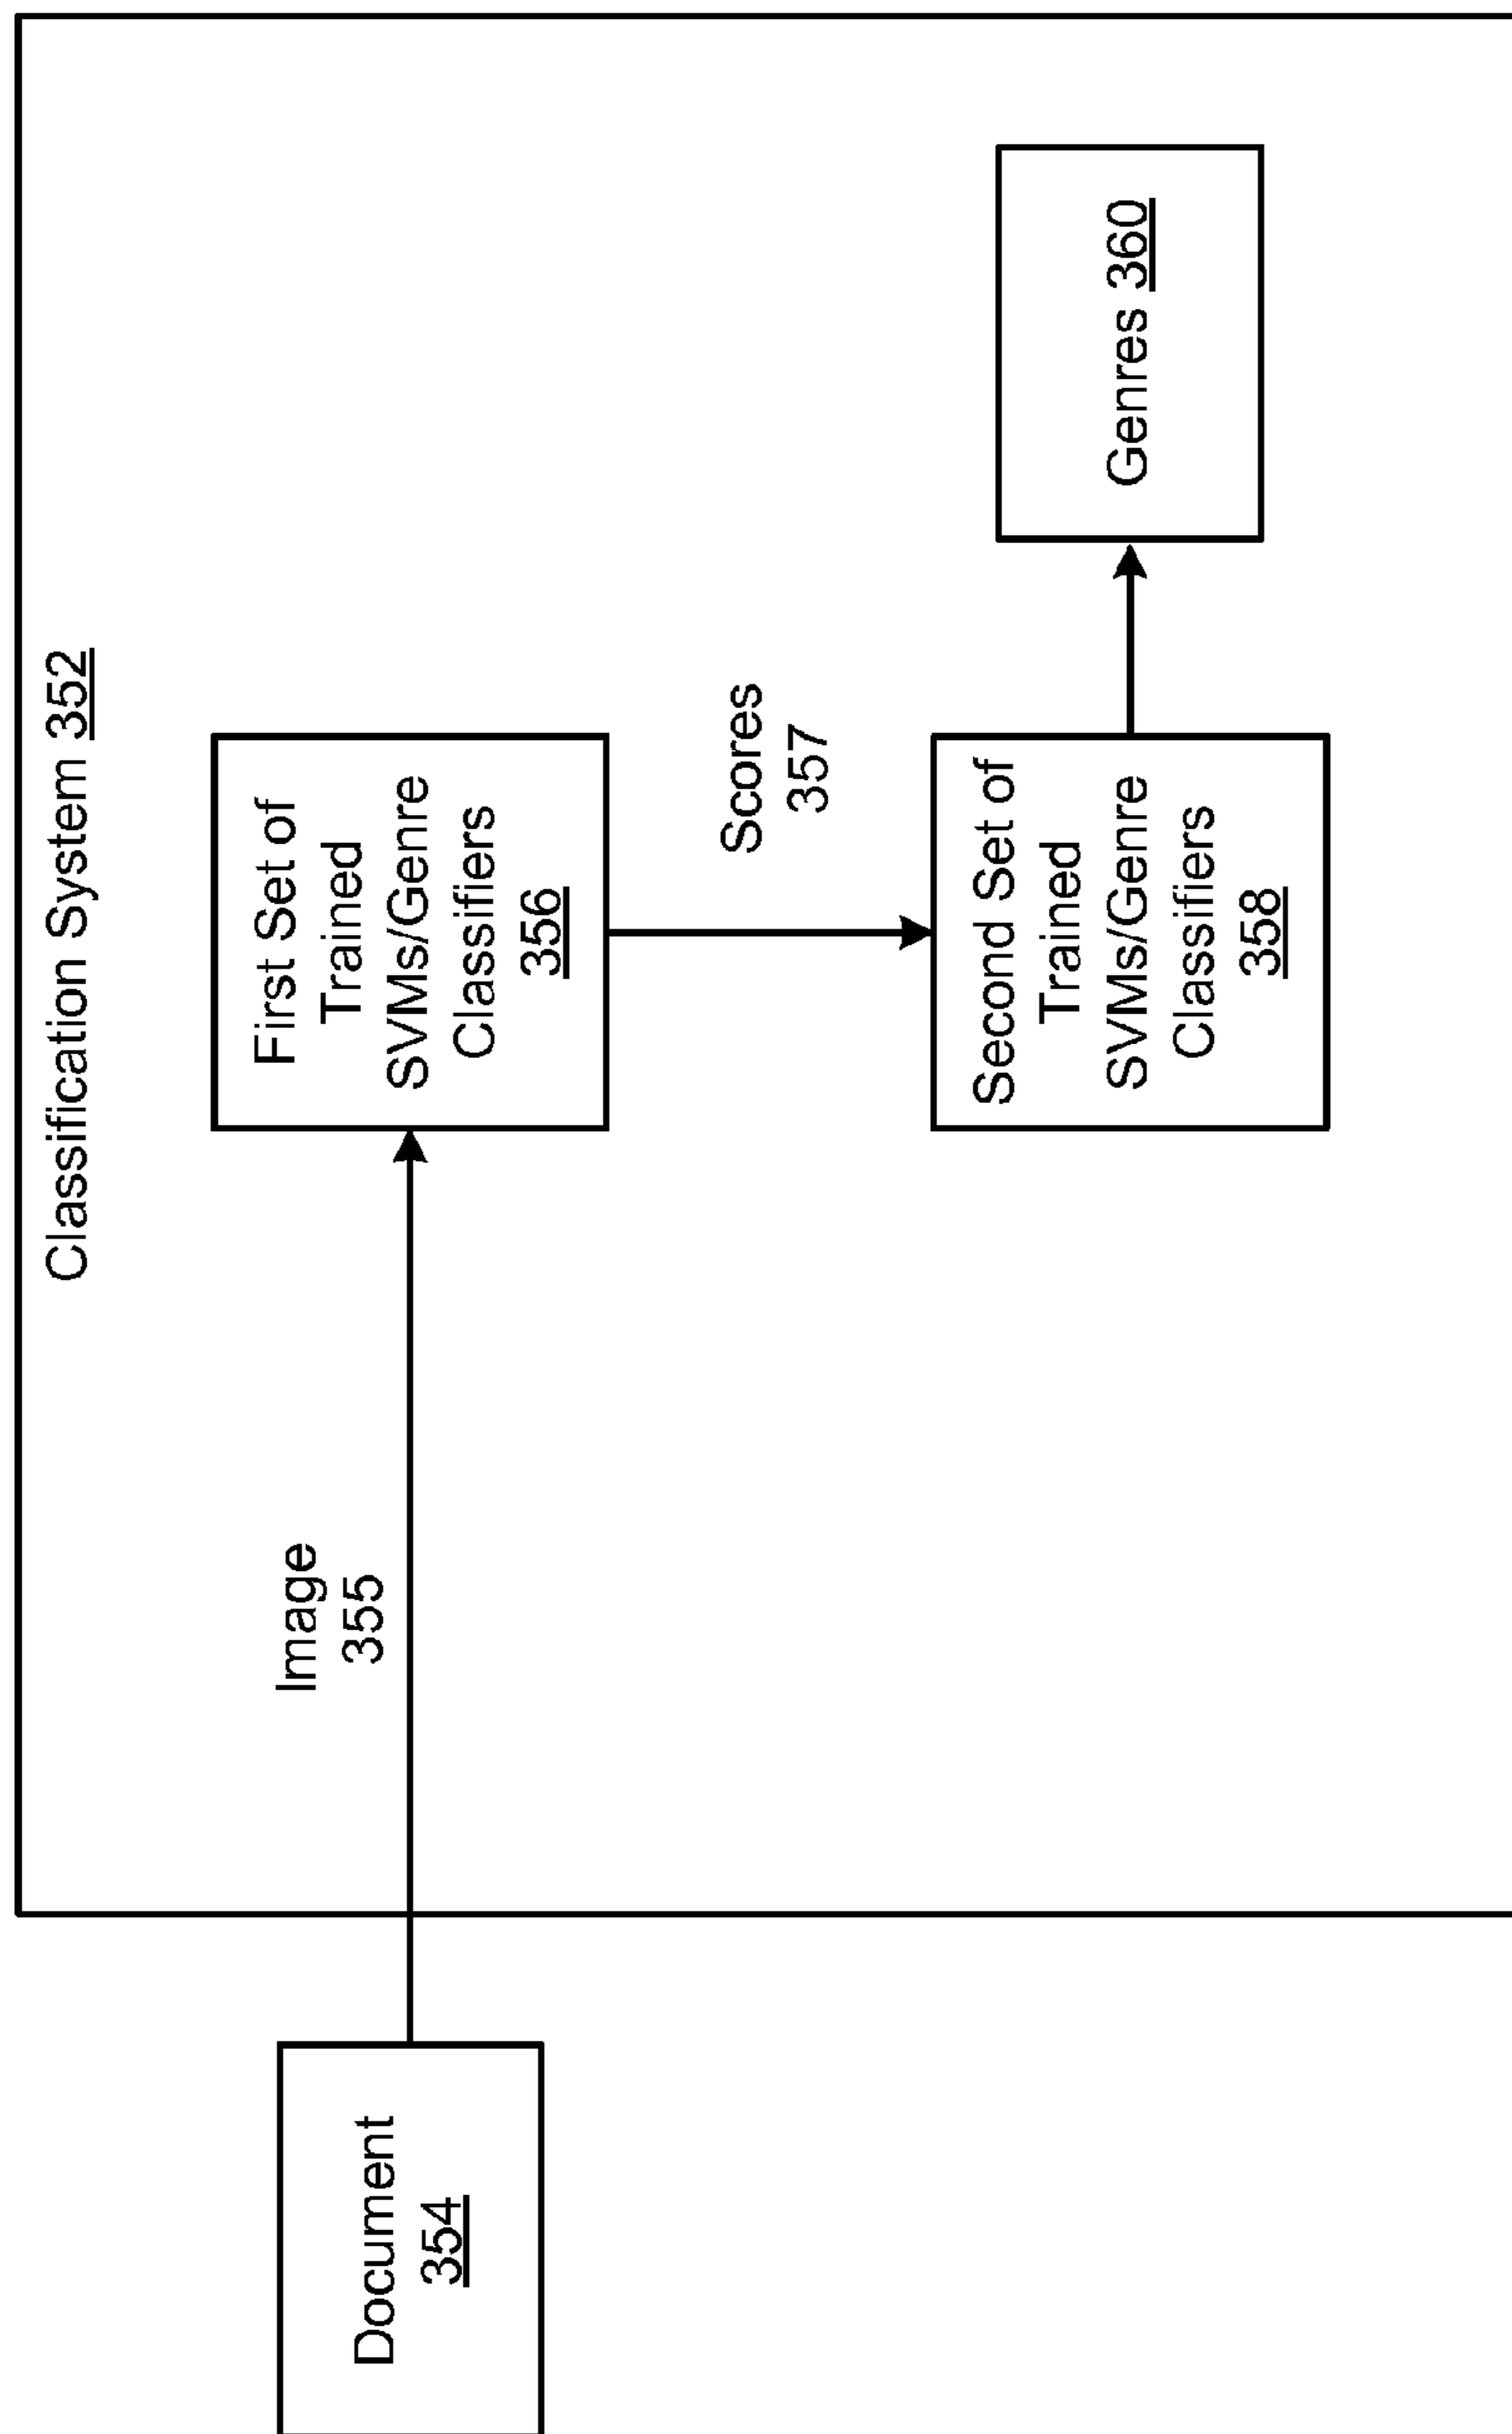 Classification System 352
Document
354
Image
355
First Set of
Trained
SVMs/Genre
Classifiers
356
Scores
357
Second Set of
Trained
SVMs/Genre
Classifiers
358
Genres 360